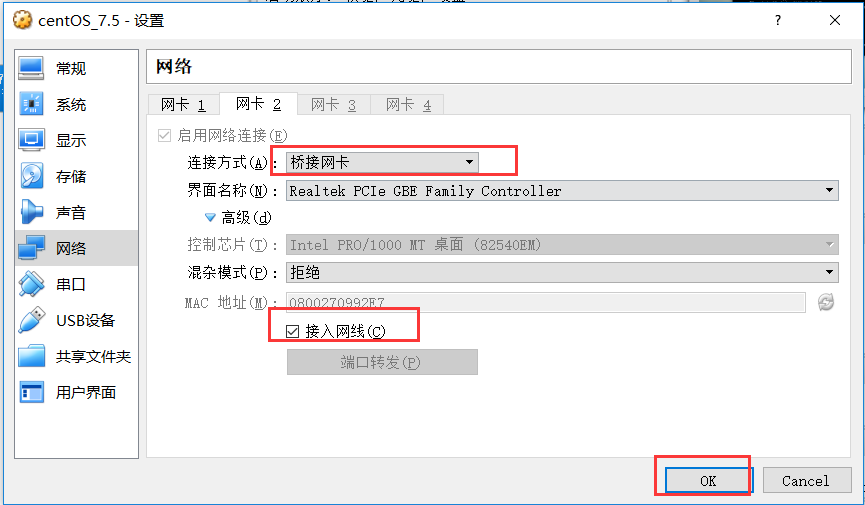 centOS_7.5 - 设置
?
常规
系统
显示
存储
声音
网络
串口
USB设备
共享文件夹
用户界面
网络
网卡 1 网卡 2 网卡 3 网卡 4
启用网络连接(E)
连接方式(A): 桥接网卡
界面名称(N): Realtek PCIe GBE Family Controller
高级(d)
控制芯片(T): Intel PRO/1000 MT 桌面 (82540EM)
混杂模式(P): 拒绝
MAC 地址(M): 0800270992E7
接入网线(C)
端口转发(P)
OK Cancel